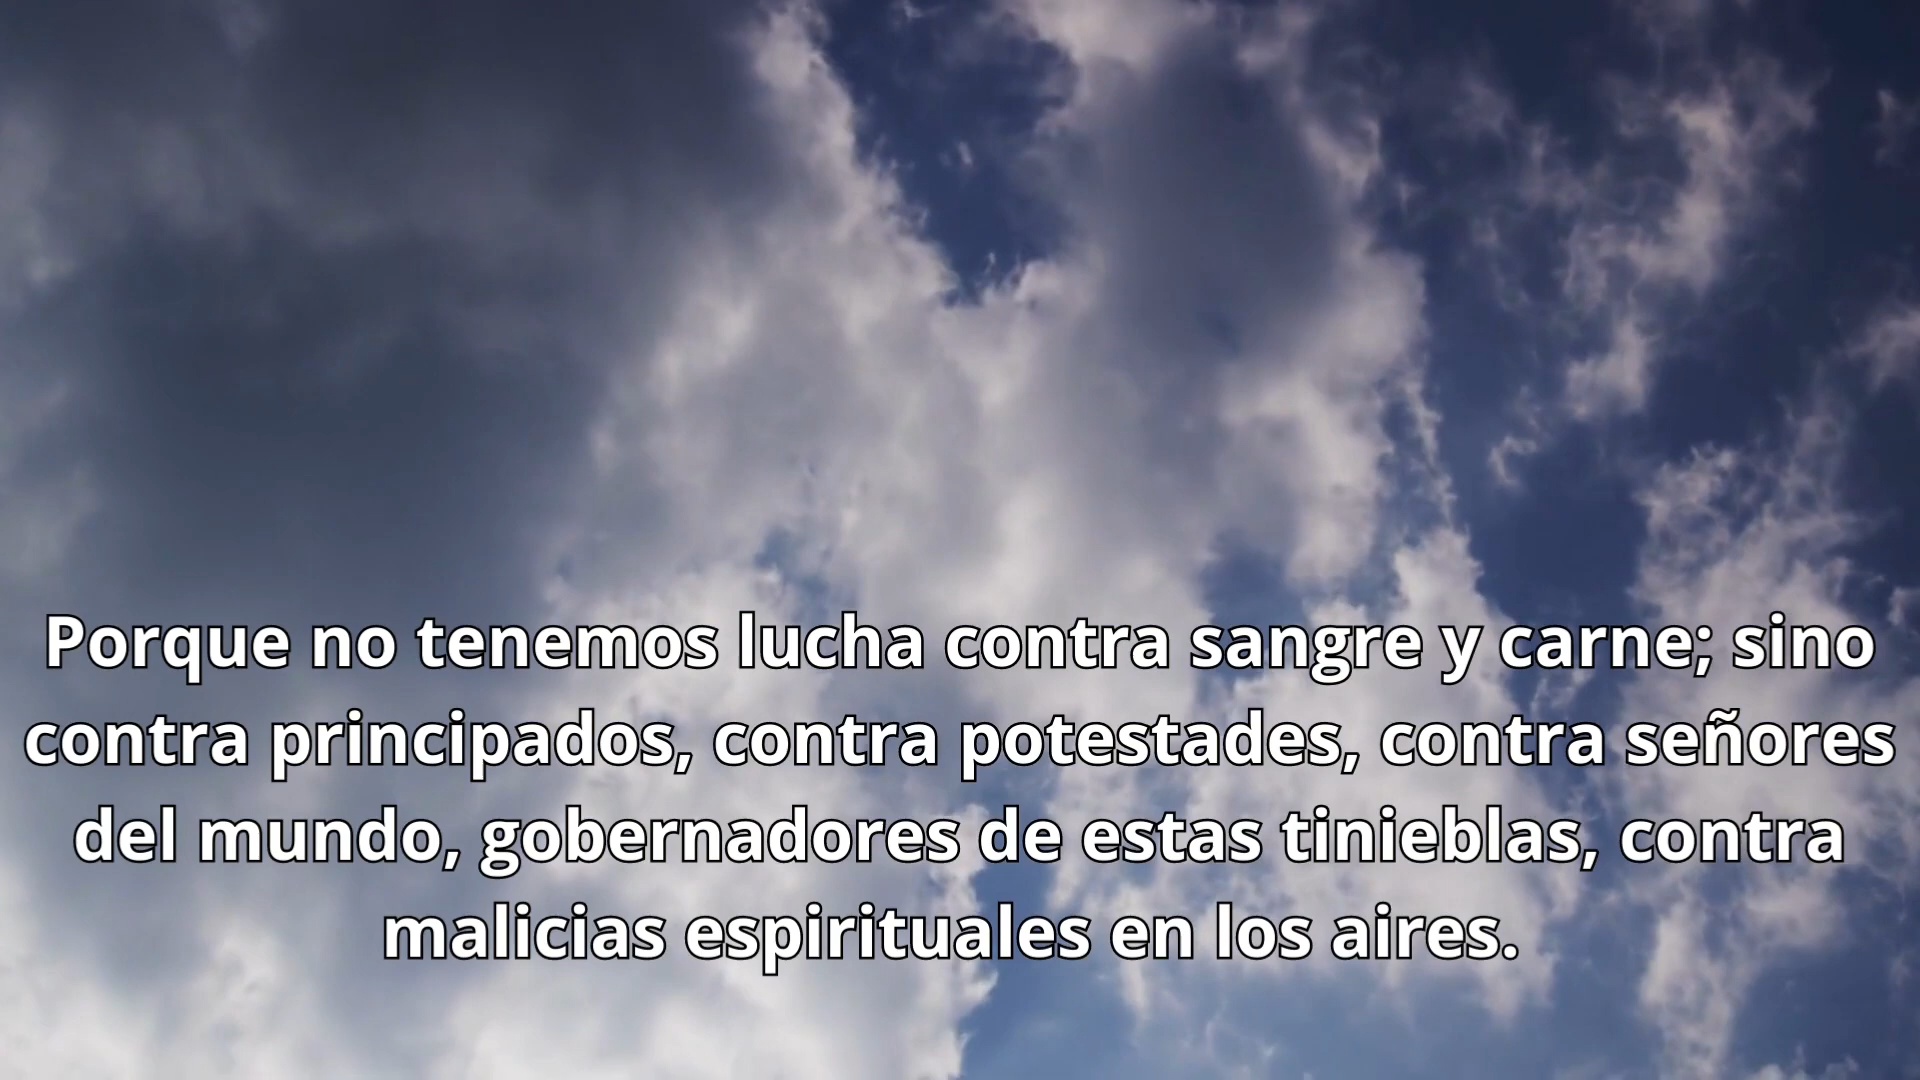 Porque no tenemos lucha contra sangre y carne; sino
contra principados, contra potestades, contra señores
del mundo, gobernadores de estas tinieblas, contra
malicias espirituales en los aires.